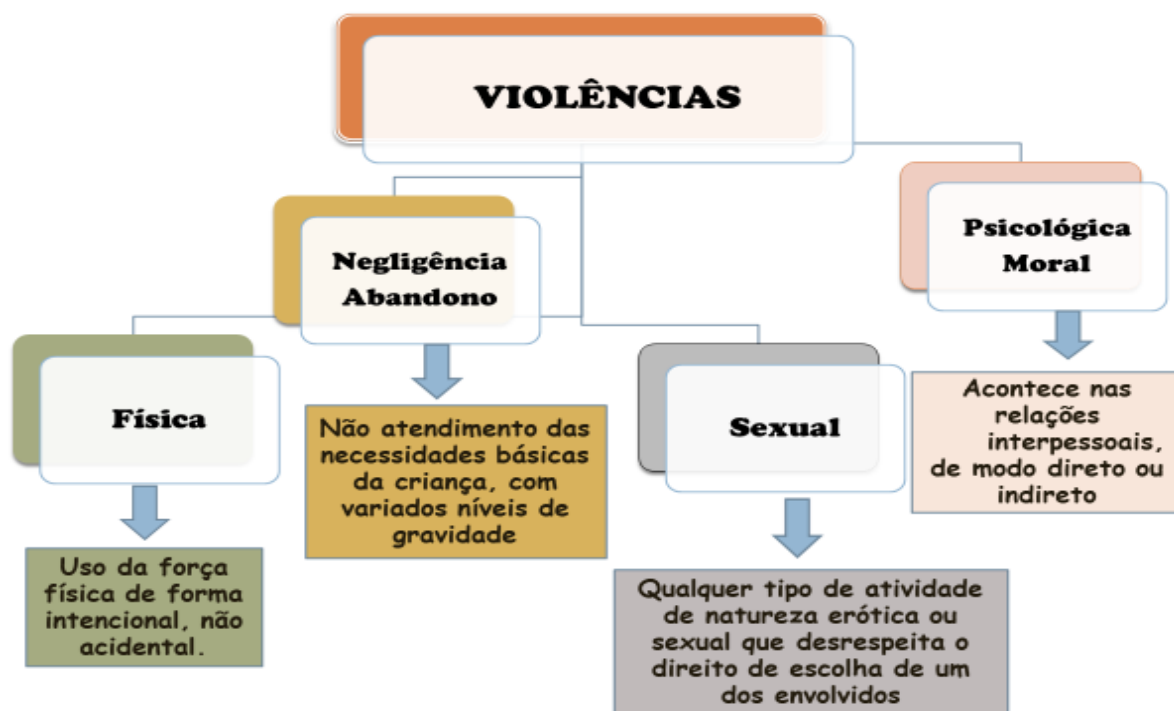 VIOLÊNCIAS
Negligência
Abandono
Psicológica
Moral
Física
Sexual
Não atendimento das
necessidades básicas
da criança, com
variados níveis de
gravidade
Acontece nas
relações
interpessoais,
de modo direto ou
indireto
Uso da força
física de forma
intencional, não
acidental.
Qualquer tipo de atividade
de natureza erótica ou
sexual que desrespeita o
direito de escolha de um
dos envolvidos